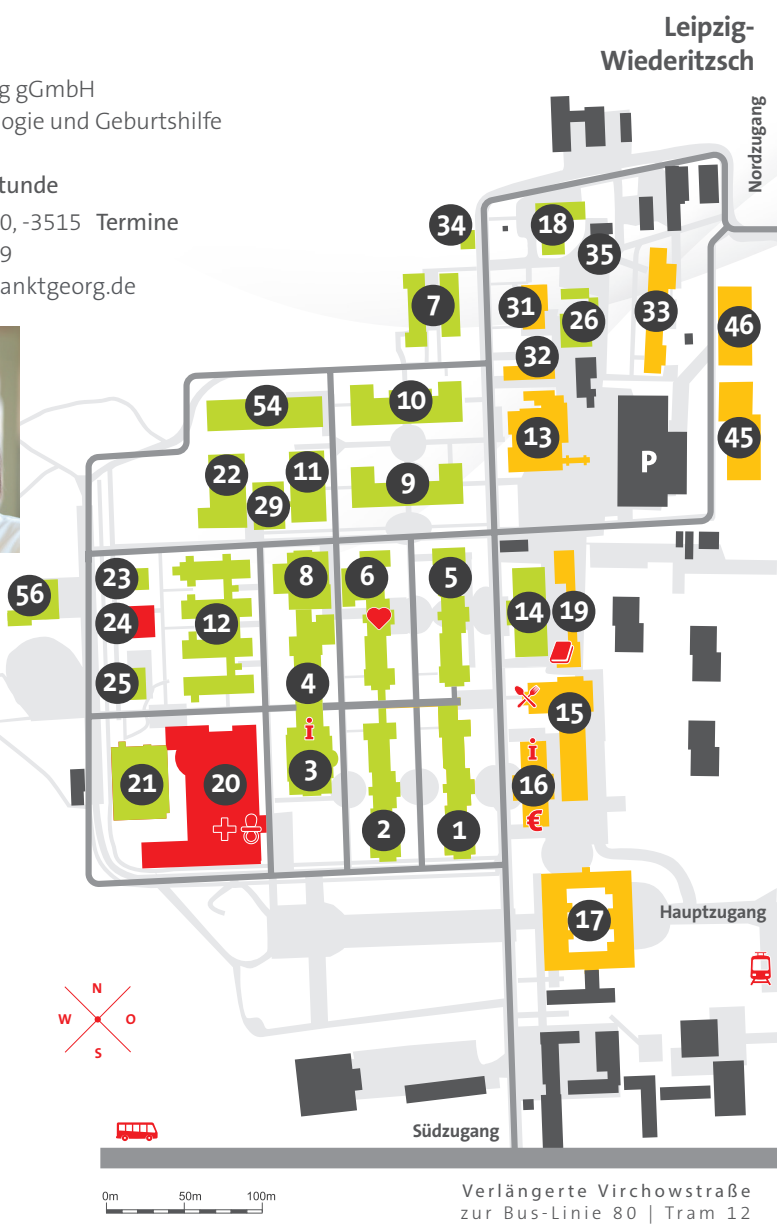 Leipzig-
Wiederitzsch
g gGmbH
ogie und Geburtshilfe
tunde
0, -3515 Termine
9
anktgeorg.de
Nordzugang
34
18
35
7
31
26
33
46
32
54
10
13
45
22
11
29
9
P
56
23
8
6
5
24
12
14
19
25
4
15
i
i
21
20
3
16
2
1
€
17
Hauptzugang
N
W O
S
Südzugang
0m 50m 100m
Verlängerte Virchowstraße
zur Bus-Linie 80 | Tram 12